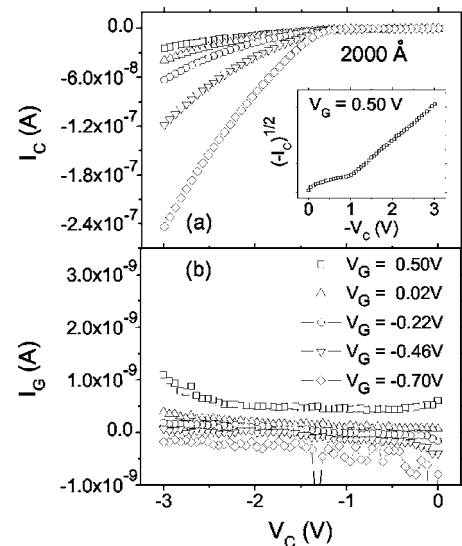 0.0
-6.0x10⁻⁸
-1.2x10⁻⁷
-1.8x10⁻⁷
-2.4x10⁻⁷
I_C (A)
2000 Å
V_G = 0.50 V
(-I_C)^1/2
0 1 2 3
-V_C (V)
(a)
3.0x10⁻⁹
2.0x10⁻⁹
1.0x10⁻⁹
0.0
-1.0x10⁻⁹
I_G (A)
(b)
V_G = 0.50V
V_G = 0.02V
V_G = -0.22V
V_G = -0.46V
V_G = -0.70V
-3 -2 -1 0
V_C (V)